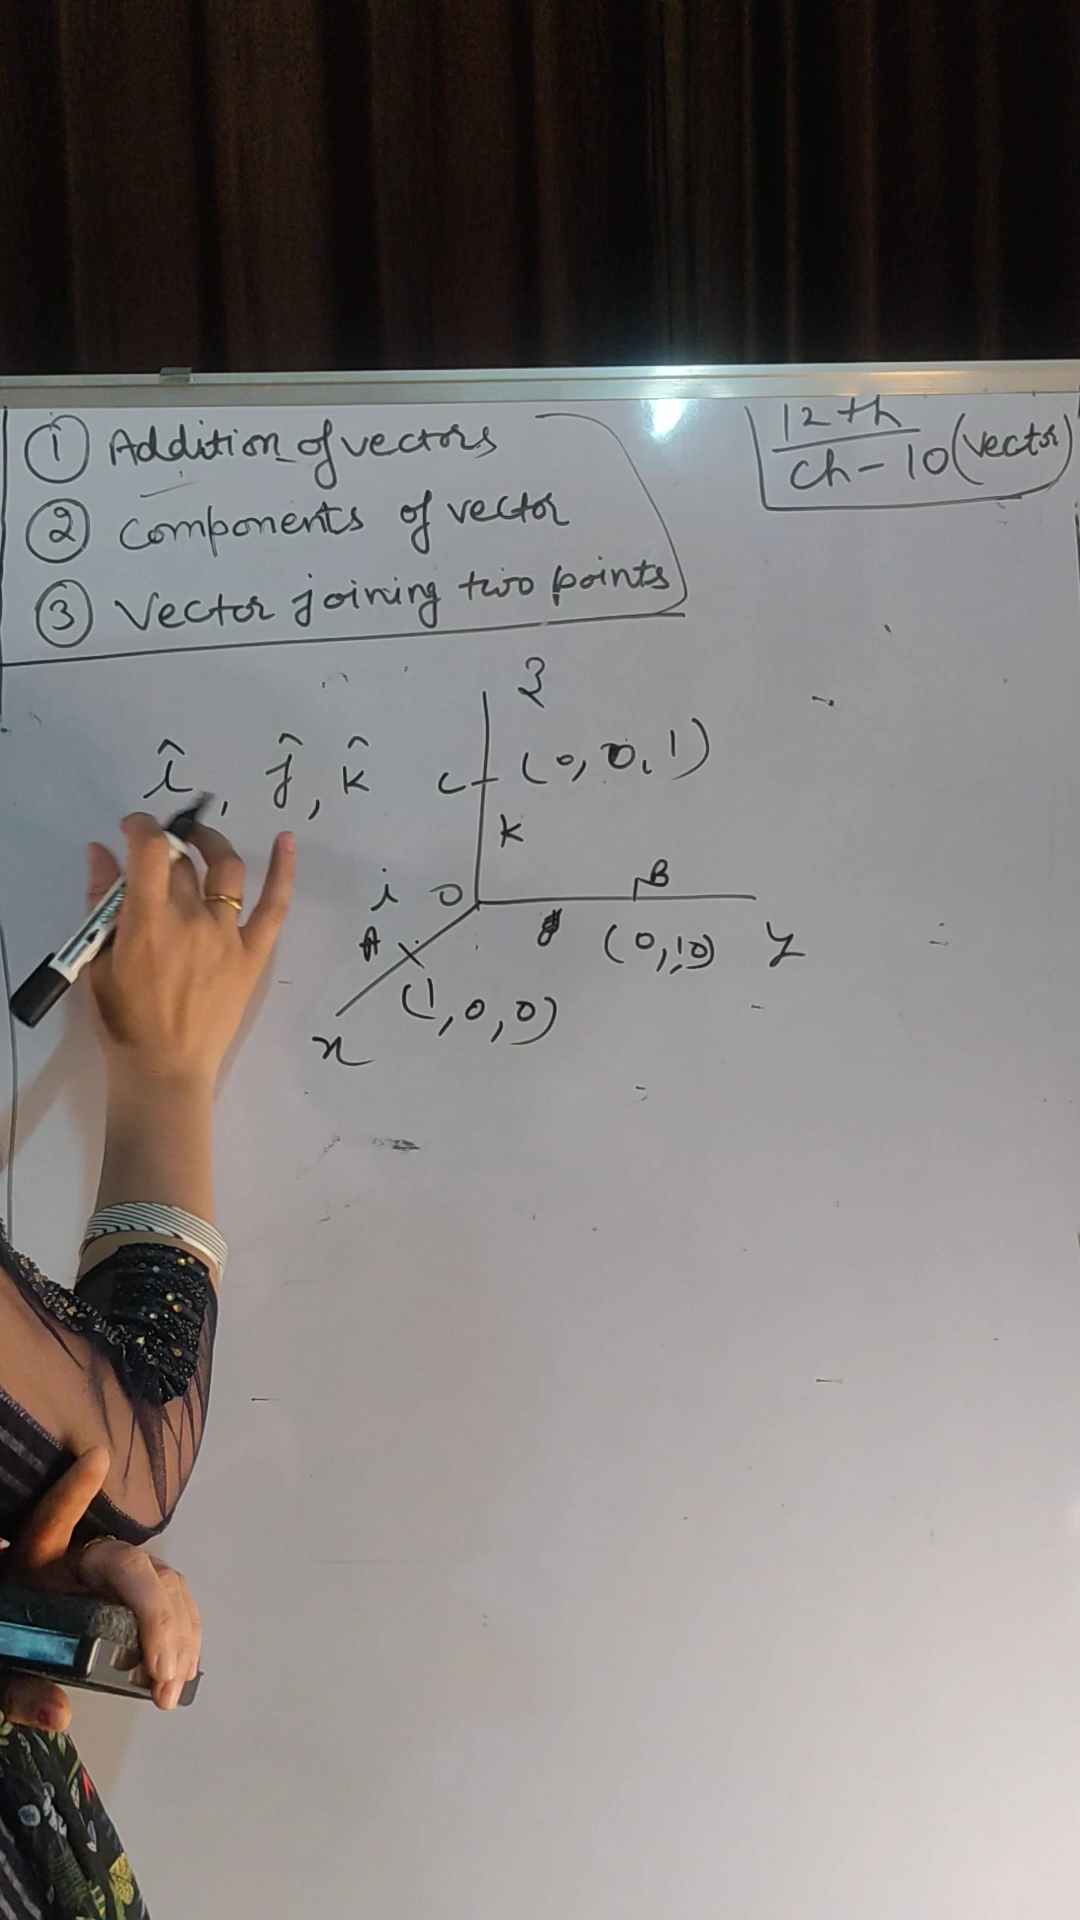 12th
Ch-10 (Vector)
① Addition of vectors
② Components of vector
③ Vector joining two points
z
î, ĵ, k̂
C (0, 0, 1)
K
i O B
A (0, 1, 0) y
(1, 0, 0)
x